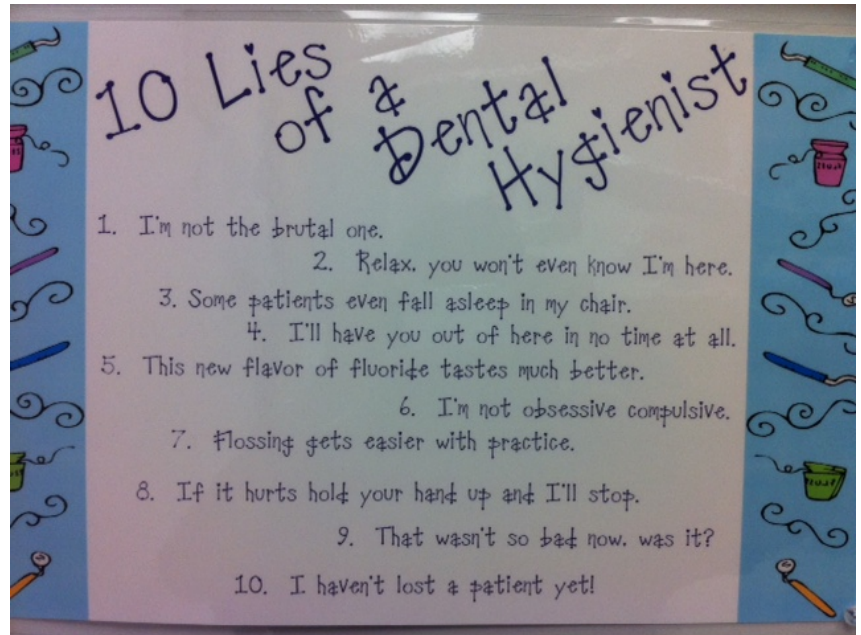 10 Lies
of a
Dental
Hygienist
1. I'm not the brutal one.
2. Relax. you won't even know I'm here.
3. Some patients even fall asleep in my chair.
4. I'll have you out of here in no time at all.
5. This new flavor of fluoride tastes much better.
6. I'm not obsessive compulsive.
7. Flossing gets easier with practice.
8. If it hurts hold your hand up and I'll stop.
9. That wasn't so bad now. was it?
10. I haven't lost a patient yet!